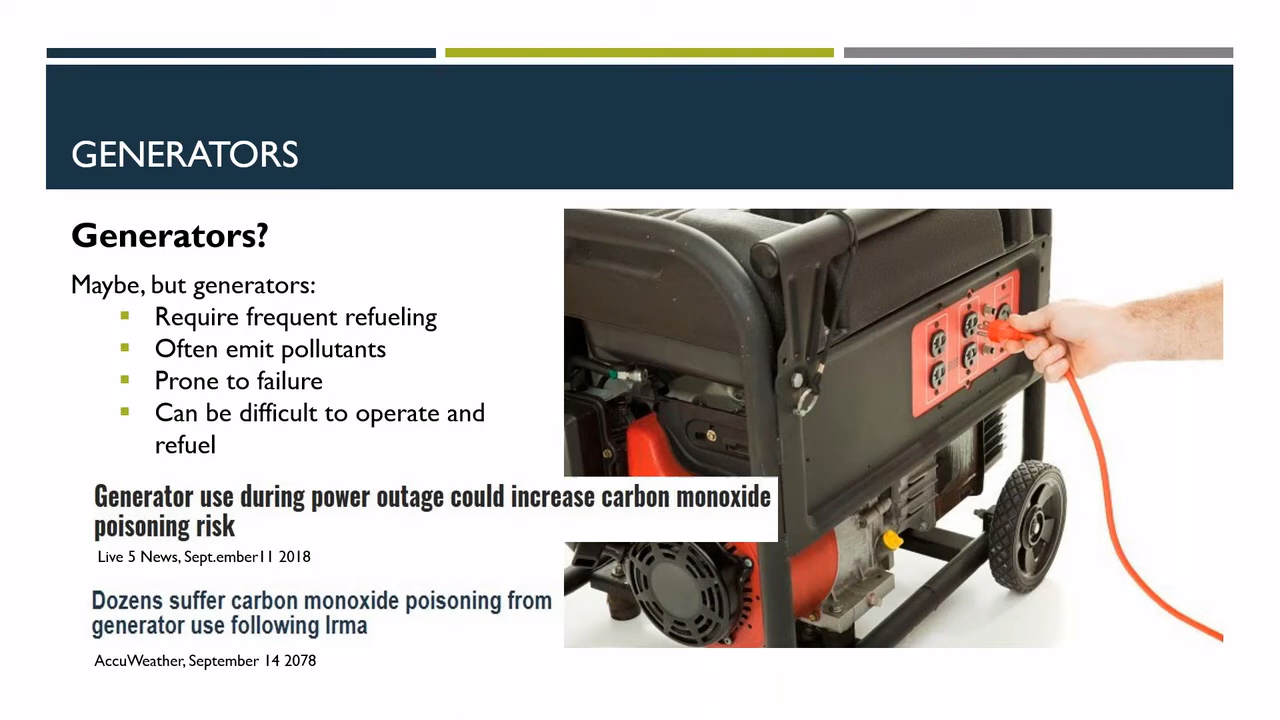 GENERATORS
Generators?
Maybe, but generators:
▪ Require frequent refueling
▪ Often emit pollutants
▪ Prone to failure
▪ Can be difficult to operate and
refuel
Generator use during power outage could increase carbon monoxide
poisoning risk
Live 5 News, Sept.ember11 2018
Dozens suffer carbon monoxide poisoning from
generator use following Irma
AccuWeather, September 14 2078